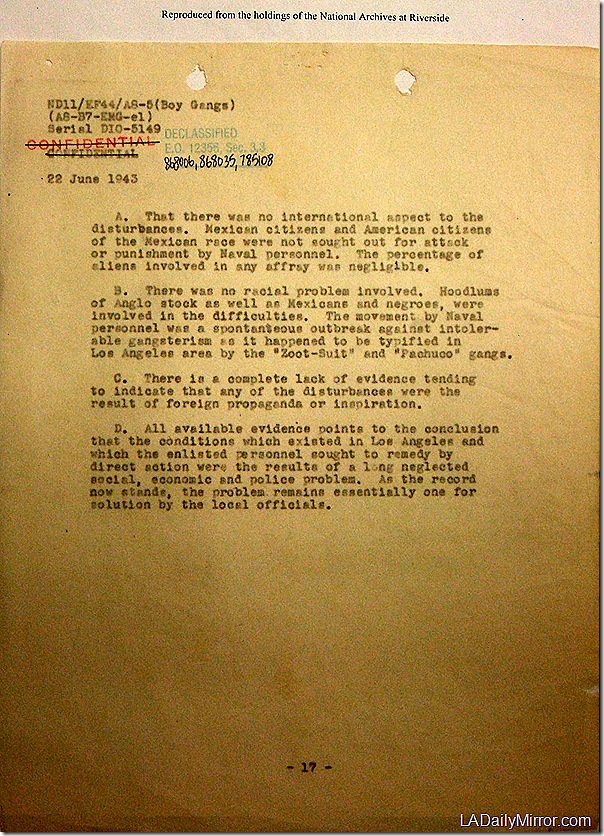 Reproduced from the holdings of the National Archives at Riverside
ND11/EF44/A8-5(Boy Gangs)
(A8-B7-EMG-el)
Serial DIO-5149
CONFIDENTIAL
CONFIDENTIAL
DECLASSIFIED
E.O. 12356, Sec. 3.3
868906, 868035, 785108
22 June 1943
A. That there was no international aspect to the
disturbances. Mexican citizens and American citizens
of the Mexican race were not sought out for attack
or punishment by Naval personnel. The percentage of
aliens involved in any affray was negligible.
B. There was no racial problem involved. Hoodlums
of Anglo stock as well as Mexicans and negroes, were
involved in the difficulties. The movement by Naval
personnel was a spontaneous outbreak against intoler-
able gangsterism as it happened to be typified in
Los Angeles area by the "Zoot-Suit" and "Pachuco" gangs.
C. There is a complete lack of evidence tending
to indicate that any of the disturbances were the
result of foreign propaganda or inspiration.
D. All available evidence points to the conclusion
that the conditions which existed in Los Angeles and
which the enlisted personnel sought to remedy by
direct action were the results of a long neglected
social, economic and police problem. As the record
now stands, the problem remains essentially one for
solution by the local officials.
- 17 -
LADailyMirror.com